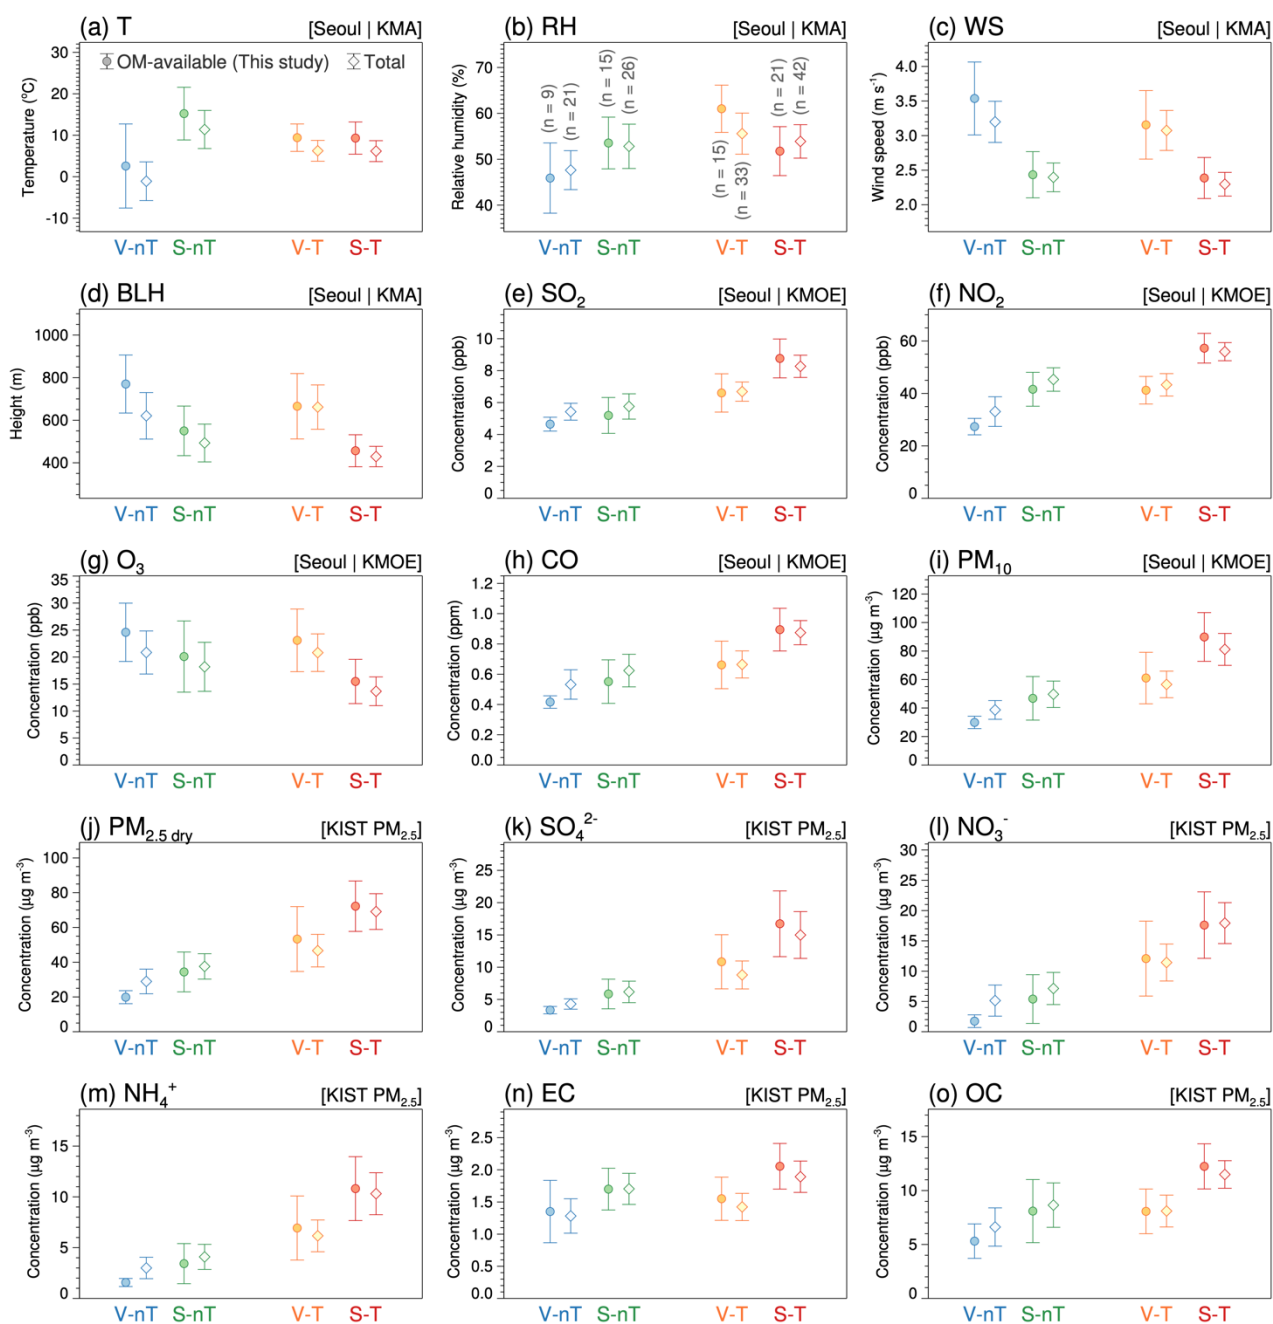 (a) T [Seoul | KMA]
OM-available (This study) Total
Temperature (ºC)
30
20
10
0
-10
V-nT S-nT V-T S-T
(b) RH [Seoul | KMA]
Relative humidity (%)
70
60
50
40
(n = 9)
(n = 21)
(n = 15)
(n = 26)
(n = 15)
(n = 33)
(n = 21)
(n = 42)
V-nT S-nT V-T S-T
(c) WS [Seoul | KMA]
Wind speed (m s⁻¹)
4.0
3.5
3.0
2.5
2.0
V-nT S-nT V-T S-T
(d) BLH [Seoul | KMA]
Height (m)
1000
800
600
400
V-nT S-nT V-T S-T
(e) SO₂ [Seoul | KMOE]
Concentration (ppb)
10
8
6
4
2
0
V-nT S-nT V-T S-T
(f) NO₂ [Seoul | KMOE]
Concentration (ppb)
60
40
20
0
V-nT S-nT V-T S-T
(g) O₃ [Seoul | KMOE]
Concentration (ppb)
35
30
25
20
15
10
5
0
V-nT S-nT V-T S-T
(h) CO [Seoul | KMOE]
Concentration (ppm)
1.2
1.0
0.8
0.6
0.4
0.2
0.0
V-nT S-nT V-T S-T
(i) PM₁₀ [Seoul | KMOE]
Concentration (µg m⁻³)
120
100
80
60
40
20
0
V-nT S-nT V-T S-T
(j) PM₂.₅ dry [KIST PM₂.₅]
Concentration (µg m⁻³)
100
80
60
40
20
0
V-nT S-nT V-T S-T
(k) SO₄²⁻ [KIST PM₂.₅]
Concentration (µg m⁻³)
25
20
15
10
5
0
V-nT S-nT V-T S-T
(l) NO₃⁻ [KIST PM₂.₅]
Concentration (µg m⁻³)
30
25
20
15
10
5
0
V-nT S-nT V-T S-T
(m) NH₄⁺ [KIST PM₂.₅]
Concentration (µg m⁻³)
15
10
5
0
V-nT S-nT V-T S-T
(n) EC [KIST PM₂.₅]
Concentration (µg m⁻³)
2.5
2.0
1.5
1.0
0.5
0.0
V-nT S-nT V-T S-T
(o) OC [KIST PM₂.₅]
Concentration (µg m⁻³)
15
10
5
0
V-nT S-nT V-T S-T